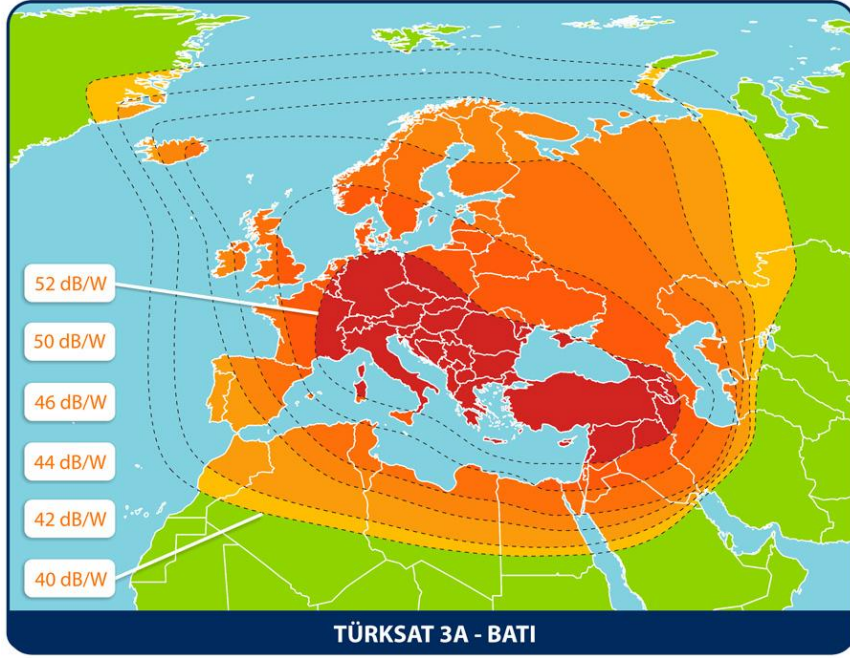 52 dB/W
50 dB/W
46 dB/W
44 dB/W
42 dB/W
40 dB/W
TÜRKSAT 3A - BATI